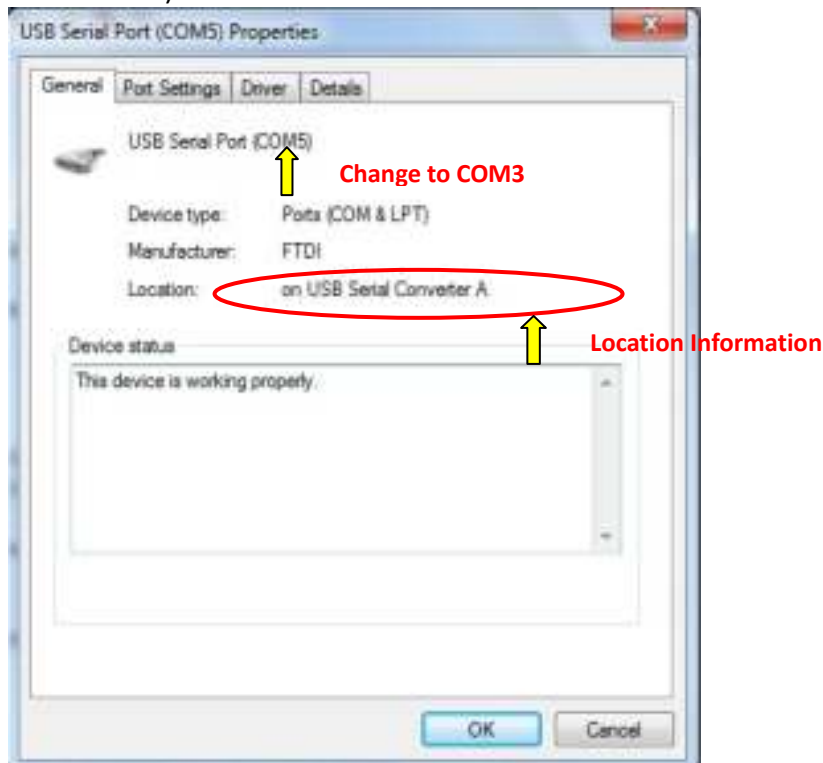 USB Serial Port (COM5) Properties
General Port Settings Driver Details
USB Serial Port (COM5)
Change to COM3
Device type: Ports (COM & LPT)
Manufacturer: FTDI
Location: on USB Serial Converter A
Location Information
Device status
This device is working properly.
OK Cancel